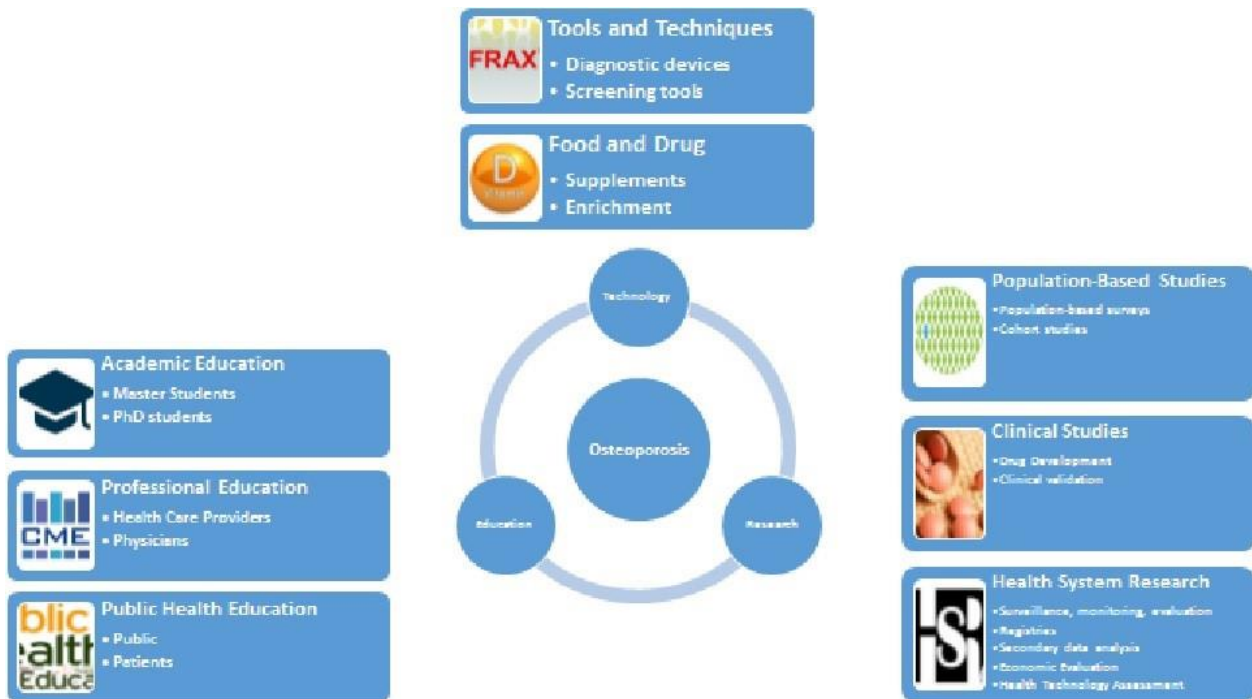 FRAX
Tools and Techniques
• Diagnostic devices
• Screening tools
D
Food and Drug
• Supplements
• Enrichment
Technology
Osteoporosis
Education
Research
Academic Education
• Master Students
• PhD students
CME
Professional Education
• Health Care Providers
• Physicians
blic
ealth
Educa
Public Health Education
• Public
• Patients
Population-Based Studies
•Population-based surveys
•Cohort studies
Clinical Studies
•Drug Development
•Clinical validation
HSR
Health System Research
•Surveillance, monitoring, evaluation
•Registries
•Secondary data analysis
•Economic Evaluation
•Health Technology Assessment